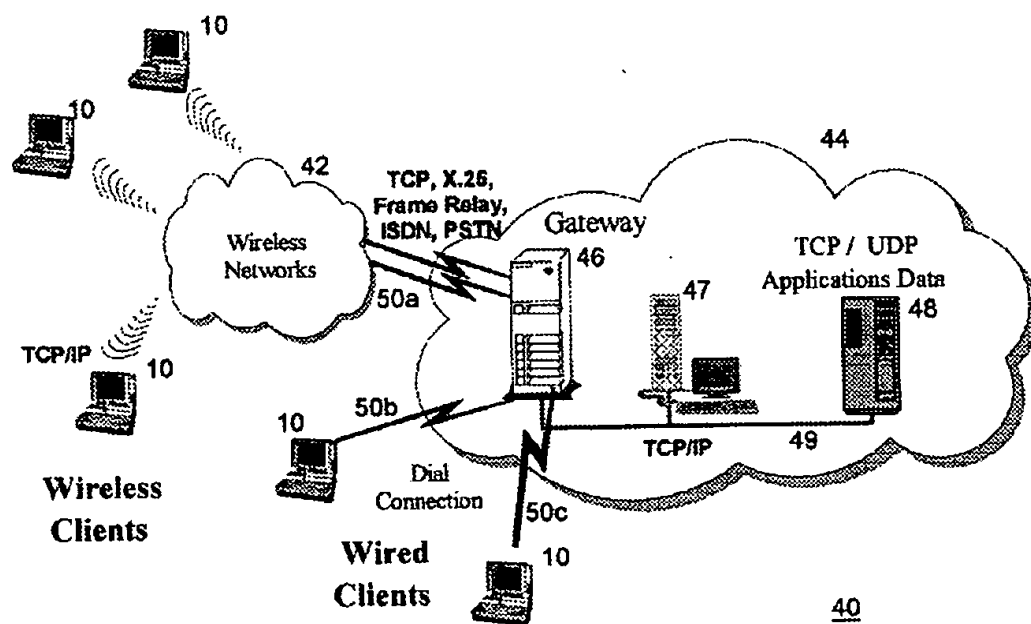 10
10
42
44
TCP, X.25,
Frame Relay,
ISDN, PSTN
Gateway
46
Wireless
Networks
TCP / UDP
Applications Data
47
48
50a
TCP/IP
10
50b
10
TCP/IP
49
Dial
Connection
Wireless
Clients
50c
Wired
Clients
10
40